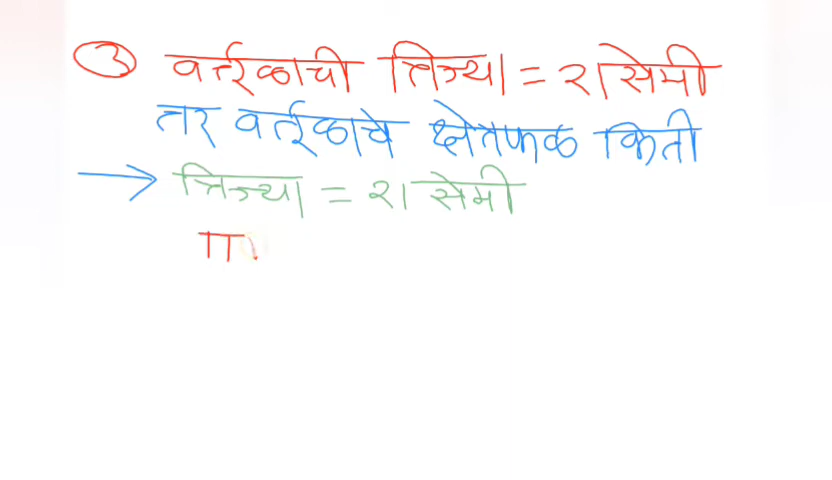 ③ वर्तुळाची त्रिज्या = २१ सेमी
तर वर्तुळाचे क्षेत्रफळ किती
→ त्रिज्या = २१ सेमी
π